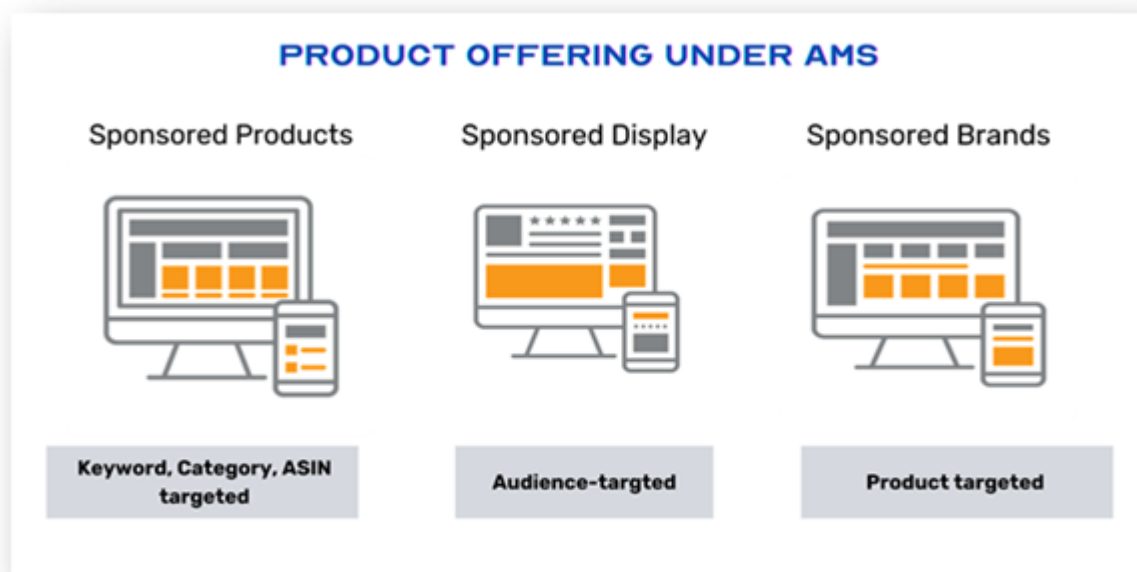 PRODUCT OFFERING UNDER AMS
Sponsored Products
Sponsored Display
Sponsored Brands
Keyword, Category, ASIN
targeted
Audience-targted
Product targeted